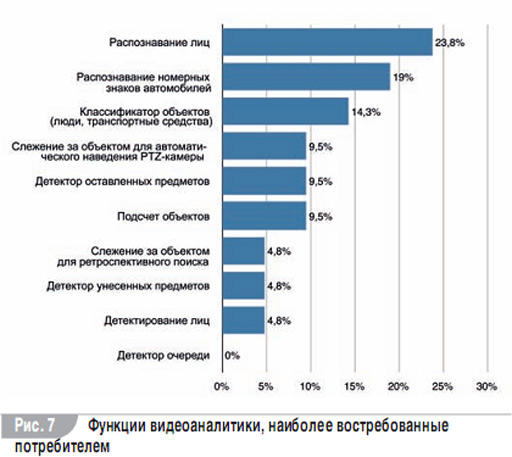 Распознавание лиц
23,8%
Распознавание номерных
знаков автомобилей
19%
Классификатор объектов
(люди, транспортные средства)
14,3%
Слежение за объектом для автомати-
ческого наведения PTZ-камеры
9,5%
Детектор оставленных предметов
9,5%
Подсчет объектов
9,5%
Слежение за объектом
для ретроспективного поиска
4,8%
Детектор унесенных предметов
4,8%
Детектирование лиц
4,8%
Детектор очереди
0%
0% 5% 10% 15% 20% 25% 30%
Рис. 7 Функции видеоаналитики, наиболее востребованные
потребителем